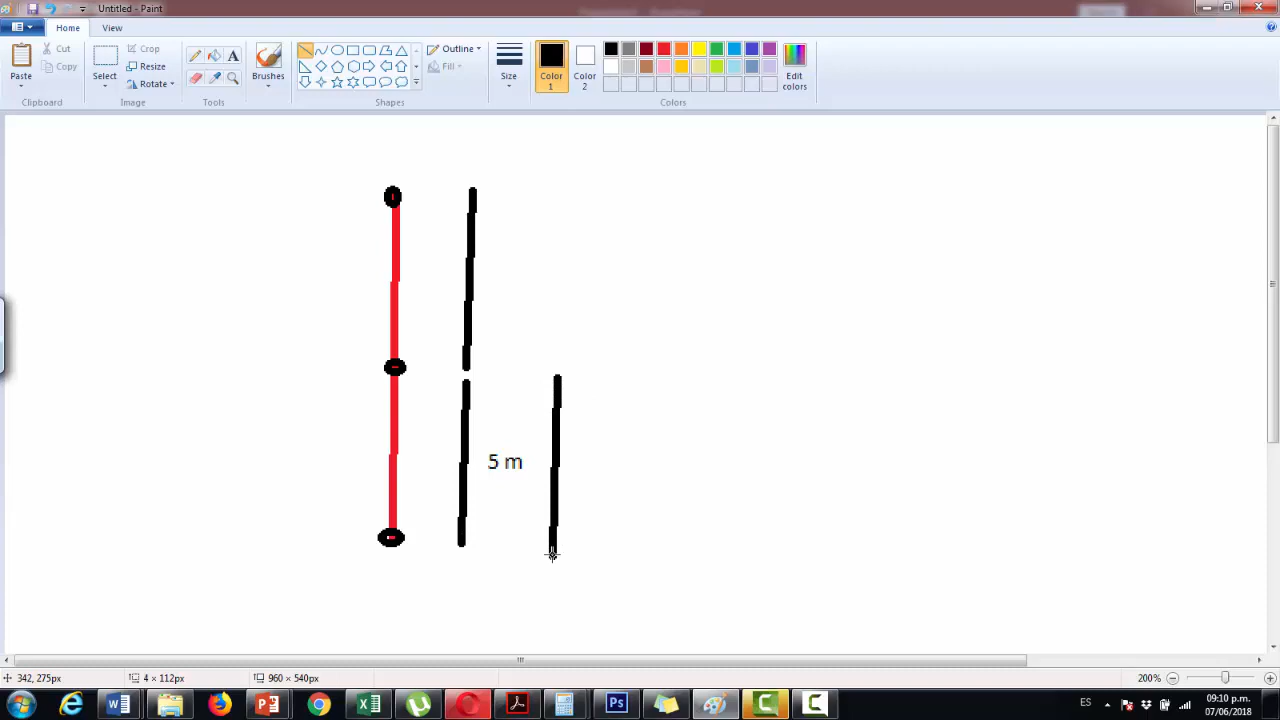 Untitled - Paint
Home
View
Paste
Cut
Copy
Clipboard
Select
Crop
Resize
Rotate
Image
Tools
Brushes
Outline
Fill
Shapes
Size
Color 1
Color 2
Edit colors
Colors
5 m
342, 275px
4 × 112px
960 × 540px
200%
ES
09:10 p.m.
07/06/2018